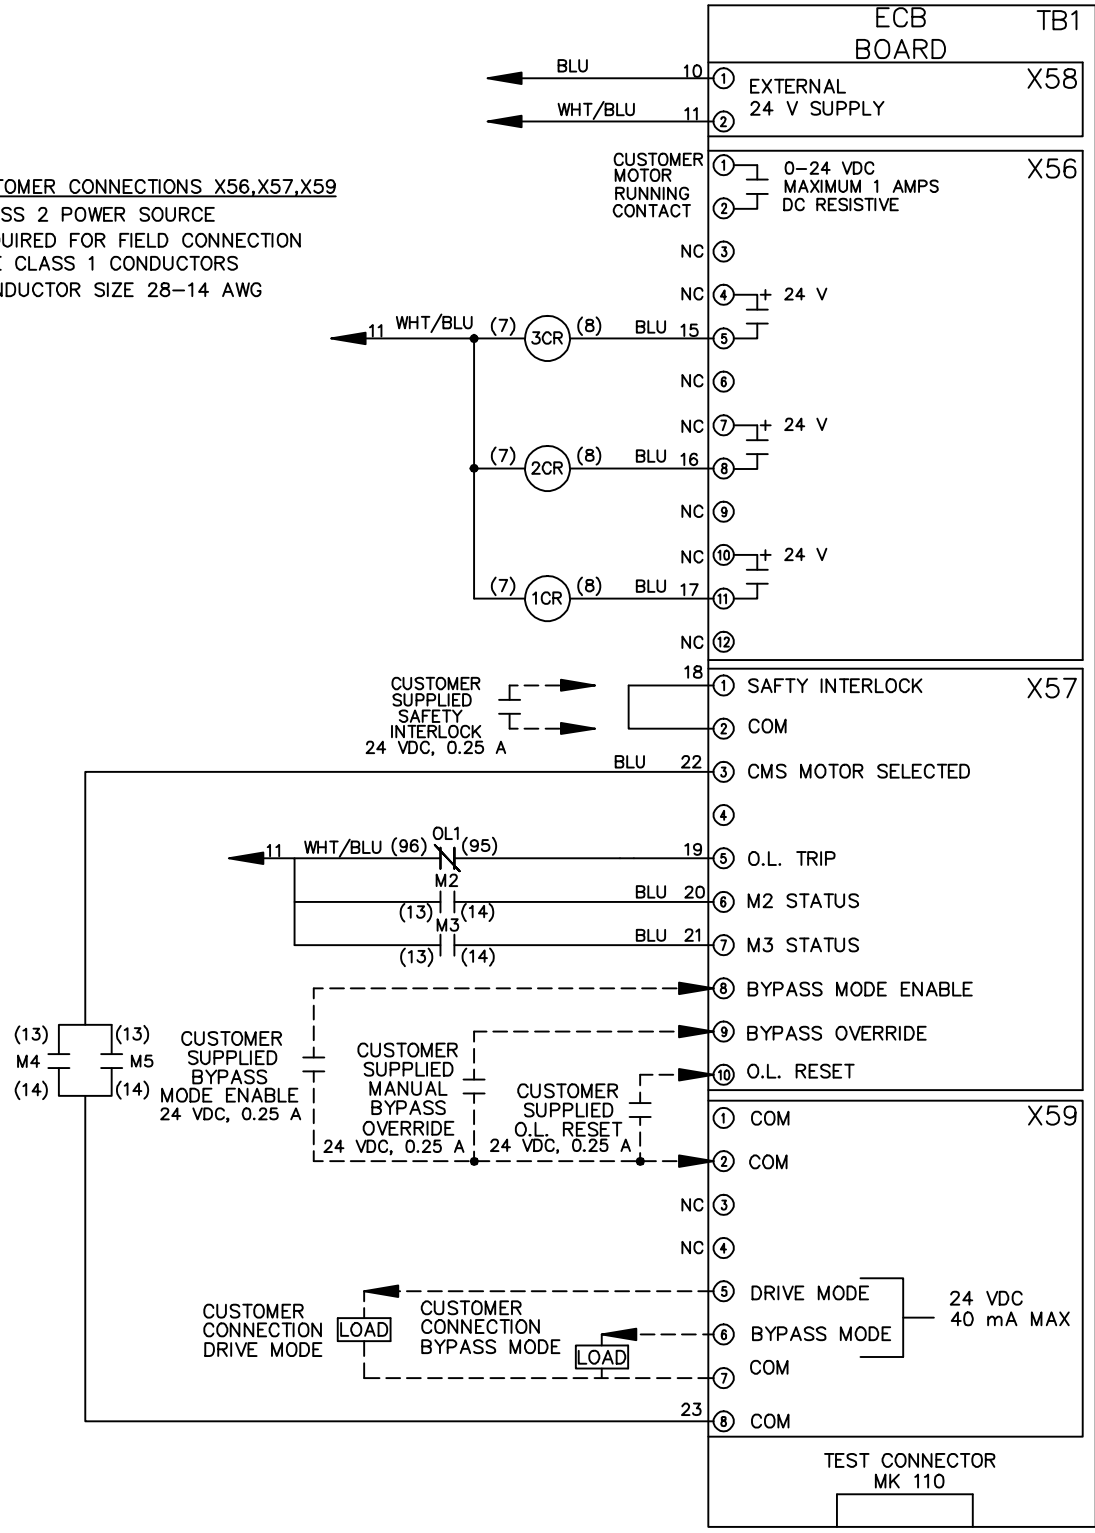 ECB
BOARD
TB1
X58
BLU
10
1
EXTERNAL
24 V SUPPLY
WHT/BLU
11
2
TOMER CONNECTIONS X56,X57,X59
SS 2 POWER SOURCE
QUIRED FOR FIELD CONNECTION
E CLASS 1 CONDUCTORS
NDUCTOR SIZE 28-14 AWG
X56
CUSTOMER
MOTOR
RUNNING
CONTACT
1
2
0-24 VDC
MAXIMUM 1 AMPS
DC RESISTIVE
NC 3
NC 4 + 24 V
11 WHT/BLU (7) 3CR (8) BLU 15 5
NC 6
NC 7 + 24 V
(7) 2CR (8) BLU 16 8
NC 9
NC 10 + 24 V
(7) 1CR (8) BLU 17 11
NC 12
X57
CUSTOMER
SUPPLIED
SAFETY
INTERLOCK
24 VDC, 0.25 A
18 1 SAFTY INTERLOCK
2 COM
BLU 22 3 CMS MOTOR SELECTED
4
11 WHT/BLU (96) OL1 (95) 19 5 O.L. TRIP
M2
(13) (14) BLU 20 6 M2 STATUS
M3
(13) (14) BLU 21 7 M3 STATUS
8 BYPASS MODE ENABLE
9 BYPASS OVERRIDE
10 O.L. RESET
(13) (13)
M4 M5
(14) (14)
CUSTOMER
SUPPLIED
BYPASS
MODE ENABLE
24 VDC, 0.25 A
CUSTOMER
SUPPLIED
MANUAL
BYPASS
OVERRIDE
24 VDC, 0.25 A
CUSTOMER
SUPPLIED
O.L. RESET
24 VDC, 0.25 A
X59
1 COM
2 COM
NC 3
NC 4
5 DRIVE MODE
6 BYPASS MODE
24 VDC
40 mA MAX
CUSTOMER
CONNECTION
DRIVE MODE
LOAD
CUSTOMER
CONNECTION
BYPASS MODE
LOAD
7 COM
23 8 COM
TEST CONNECTOR
MK 110